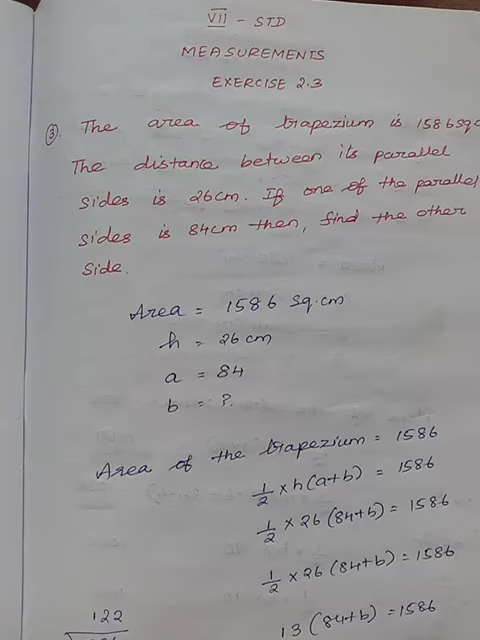 VII - STD
MEASUREMENTS
EXERCISE 2.3
③. The area of trapezium is 1586sq.c
The distance between its parallel
sides is 26cm. If one of the parallel
sides is 84cm then, find the other
side.
Area = 1586 sq.cm
h = 26 cm
a = 84
b = ?
Area of the trapezium = 1586
1/2 × h(a+b) = 1586
1/2 × 26 (84+b) = 1586
1/2 × 26 (84+b) = 1586
122
13 (84+b) = 1586